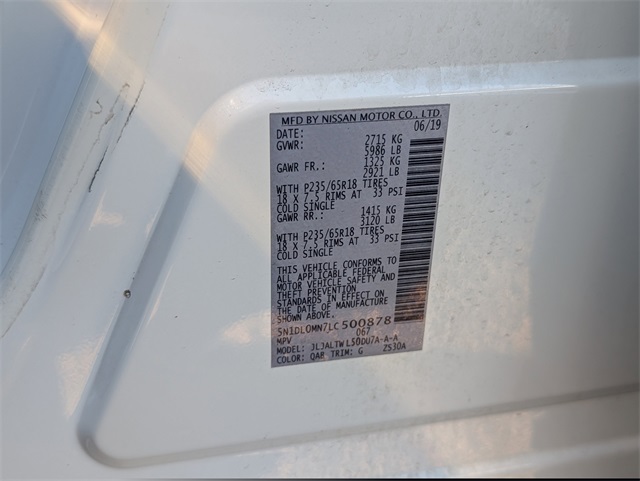 MFD BY NISSAN MOTOR CO., LTD.
DATE: 06/19
GVWR: 2715 KG
5986 LB
GAWR FR.: 1325 KG
2921 LB
WITH P235/65R18 TIRES
18 X 7.5 RIMS AT 33 PSI
COLD SINGLE
GAWR RR.: 1415 KG
3120 LB
WITH P235/65R18 TIRES
18 X 7.5 RIMS AT 33 PSI
COLD SINGLE
THIS VEHICLE CONFORMS TO
ALL APPLICABLE FEDERAL
MOTOR VEHICLE SAFETY AND
THEFT PREVENTION
STANDARDS IN EFFECT ON
THE DATE OF MANUFACTURE
SHOWN ABOVE.
5N1DL0MN7LC500878
MPV 067
MODEL: JLJALTWL50DU7A-A-A
COLOR: QAB TRIM: G Z530A